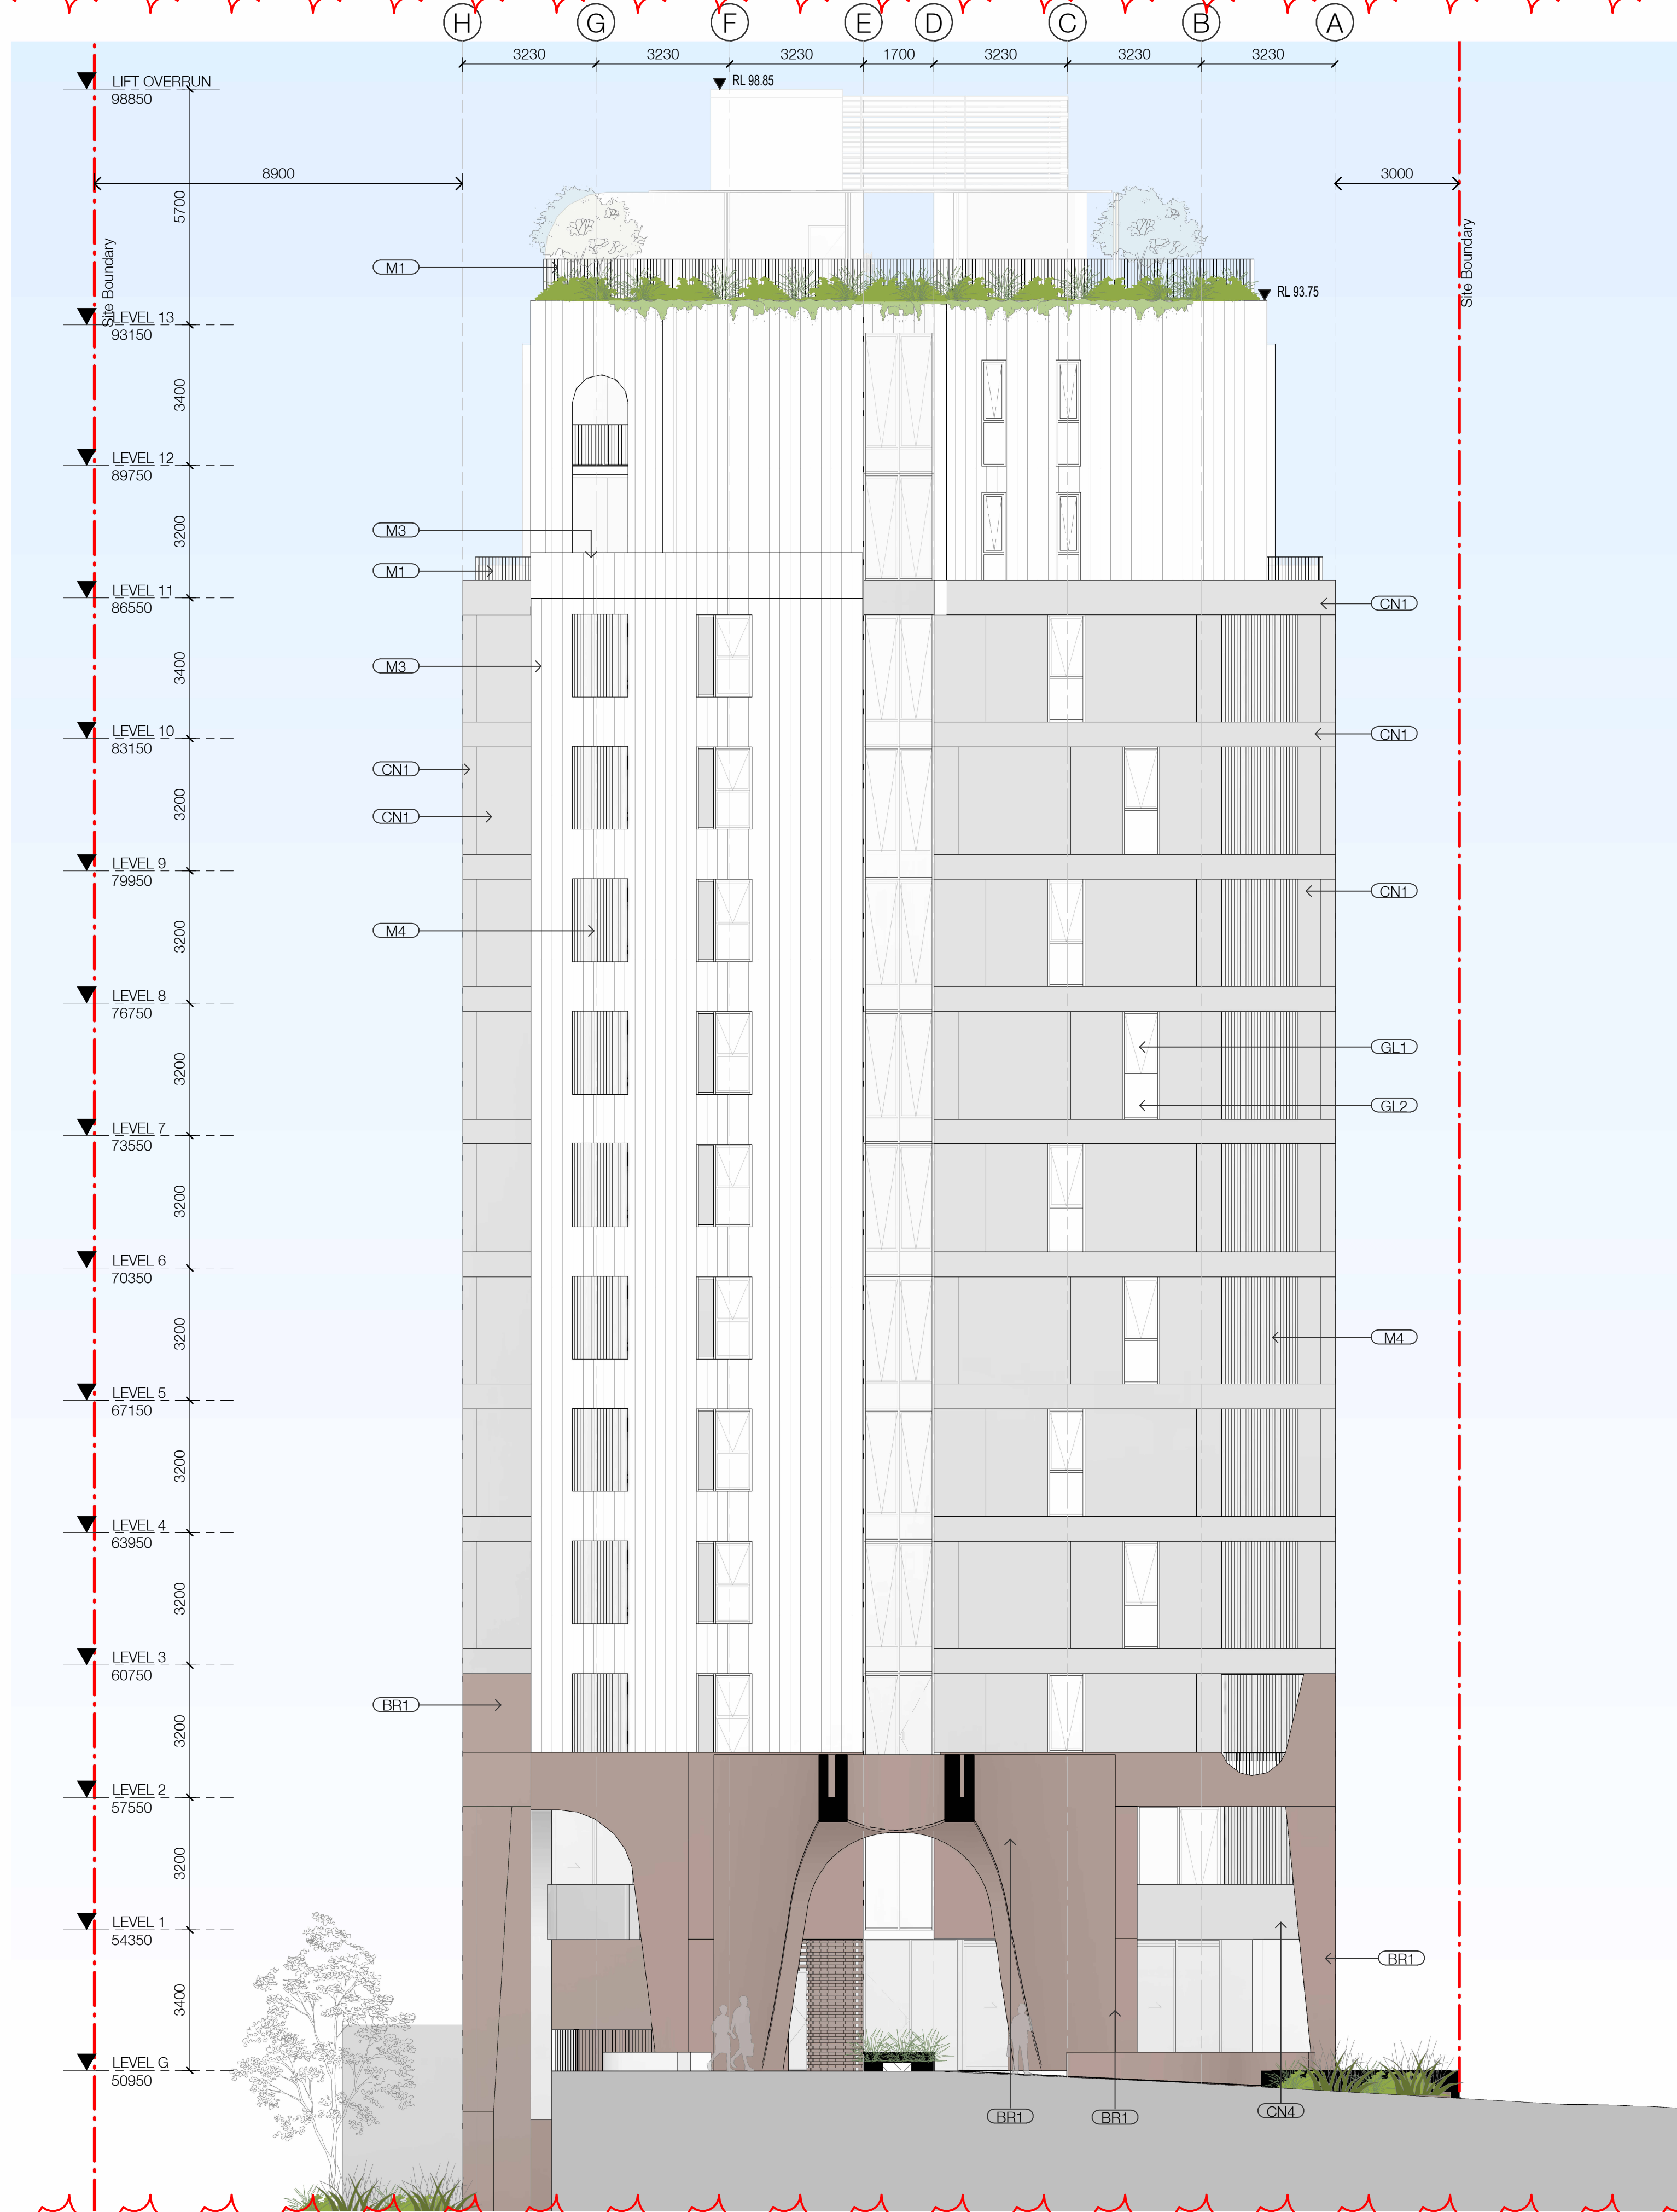 H G F E D C B A
3230 3230 3230 1700 3230 3230 3230
LIFT OVERRUN
98850
RL 98.85
8900
3000
5700
Site Boundary
Site Boundary
M1
RL 93.75
LEVEL 13
93150
3400
LEVEL 12
89750
3200
M3
M1
LEVEL 11
86550
CN1
3400
M3
LEVEL 10
83150
CN1
CN1
3200
CN1
LEVEL 9
79950
CN1
3200
M4
LEVEL 8
76750
GL1
3200
GL2
LEVEL 7
73550
3200
LEVEL 6
70350
3200
M4
LEVEL 5
67150
3200
LEVEL 4
63950
3200
LEVEL 3
60750
BR1
3200
LEVEL 2
57550
3200
LEVEL 1
54350
BR1
3400
LEVEL G
50950
BR1
BR1
CN4